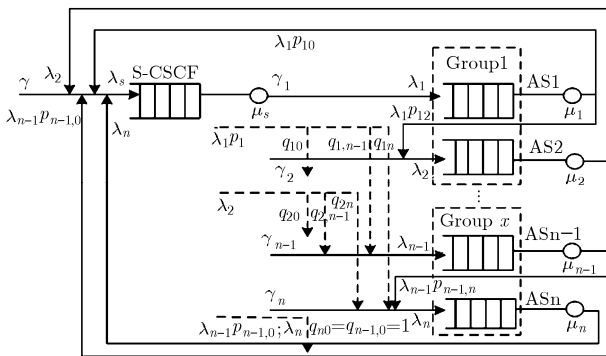 λ₁p₁₀
S-CSCF
Group1
γ λ₂ λₛ γ₁ λ₁ AS1
μₛ μ₁
λₙ₋₁pₙ₋₁,₀ λₙ
λ₁p₁ λ₁p₁₂
q₁₀ q₁,ₙ₋₁ q₁ₙ AS2
γ₂ λ₂ μ₂
λ₂ q₂₀ q₂,ₙ₋₁ q₂ₙ
⋮
Group x
γₙ₋₁ λₙ₋₁ ASn−1
μₙ₋₁
λₙ₋₁pₙ₋₁,ₙ
γₙ ASn
λₙ₋₁pₙ₋₁,₀; λₙ qₙ₀=qₙ₋₁,₀=1 λₙ μₙ